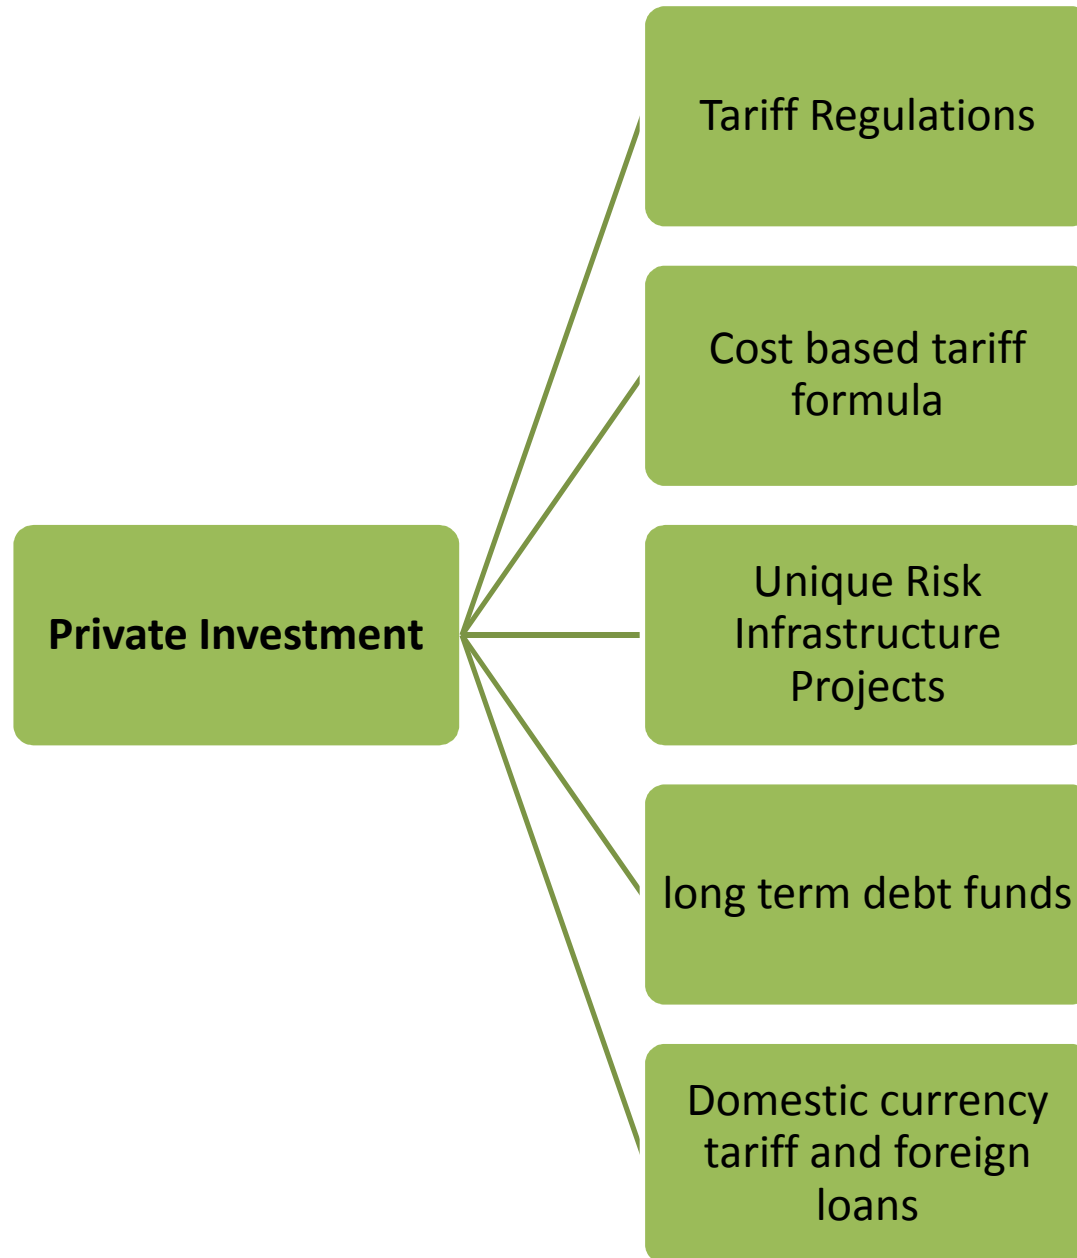 Tariff Regulations
Cost based tariff
formula
Private Investment
Unique Risk
Infrastructure
Projects
long term debt funds
Domestic currency
tariff and foreign
loans